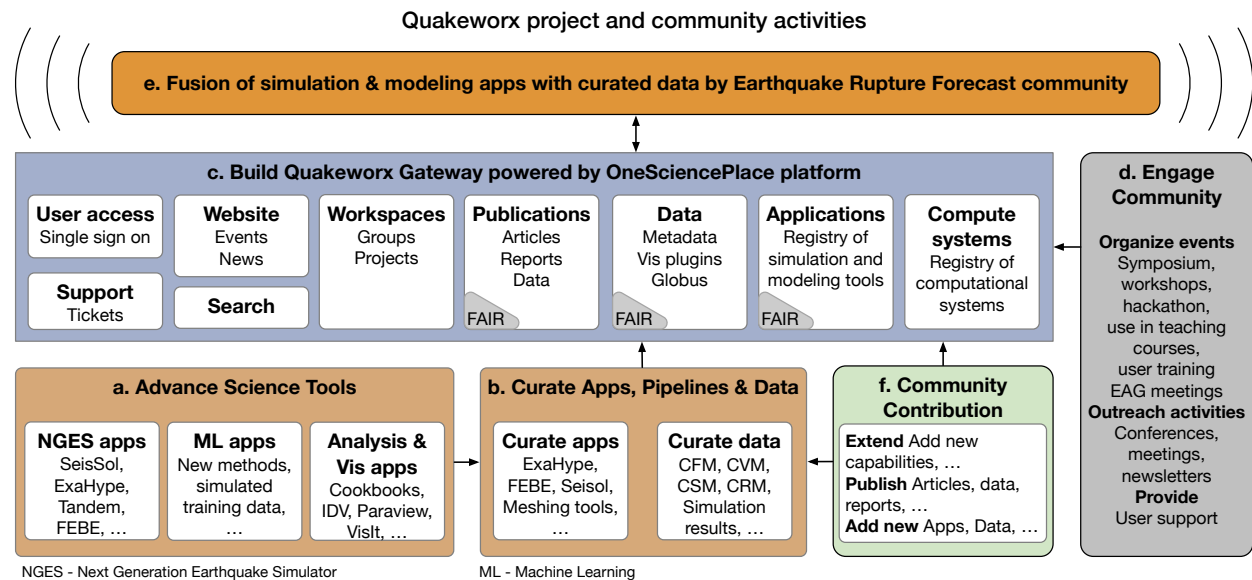 Quakeworx project and community activities
e. Fusion of simulation & modeling apps with curated data by Earthquake Rupture Forecast community
c. Build Quakeworx Gateway powered by OneSciencePlace platform
User access
Single sign on
Support
Tickets
Website
Events
News
Search
Workspaces
Groups
Projects
Publications
Articles
Reports
Data
FAIR
Data
Metadata
Vis plugins
Globus
FAIR
Applications
Registry of
simulation and
modeling tools
FAIR
Compute
systems
Registry of
computational
systems
d. Engage
Community
Organize events
Symposium,
workshops,
hackathon,
use in teaching
courses,
user training
EAG meetings
Outreach activities
Conferences,
meetings,
newsletters
Provide
User support
a. Advance Science Tools
NGES apps
SeisSol,
ExaHype,
Tandem,
FEBE, …
ML apps
New methods,
simulated
training data,
…
Analysis &
Vis apps
Cookbooks,
IDV, Paraview,
VisIt, …
b. Curate Apps, Pipelines & Data
Curate apps
ExaHype,
FEBE, Seisol,
Meshing tools,
…
Curate data
CFM, CVM,
CSM, CRM,
Simulation
results, …
f. Community
Contribution
Extend Add new
capabilities, …
Publish Articles, data,
reports, …
Add new Apps, Data, …
NGES - Next Generation Earthquake Simulator
ML - Machine Learning